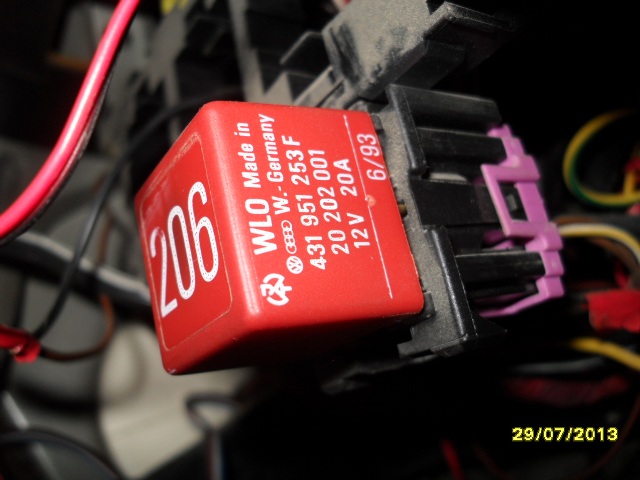 206
WLO Made in
W.-Germany
431 951 253 F
20 202 001
12 V 20A
6/93
29/07/2013